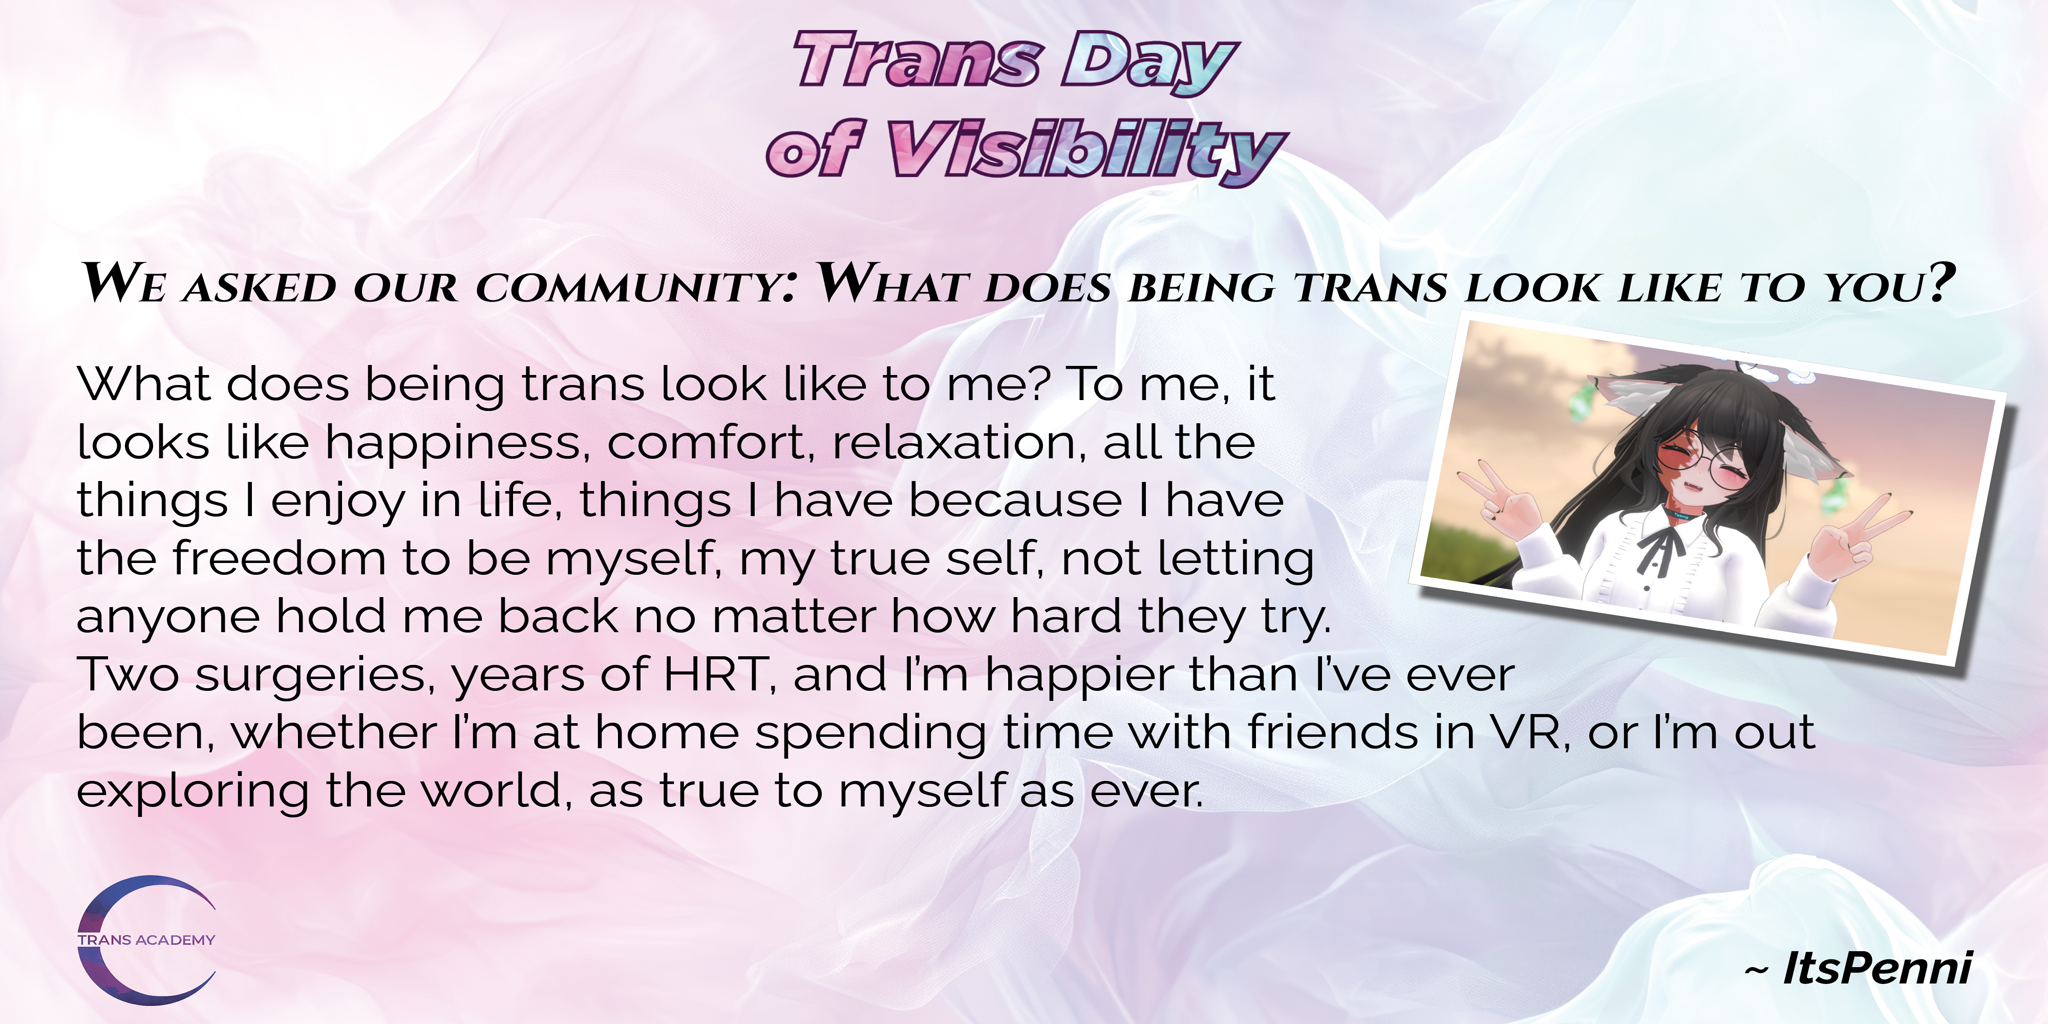 Trans Day
of Visibility
We asked our community: What does being trans look like to you?
What does being trans look like to me? To me, it
looks like happiness, comfort, relaxation, all the
things I enjoy in life, things I have because I have
the freedom to be myself, my true self, not letting
anyone hold me back no matter how hard they try.
Two surgeries, years of HRT, and I'm happier than I've ever
been, whether I'm at home spending time with friends in VR, or I'm out
exploring the world, as true to myself as ever.
TRANS ACADEMY
~ ItsPenni